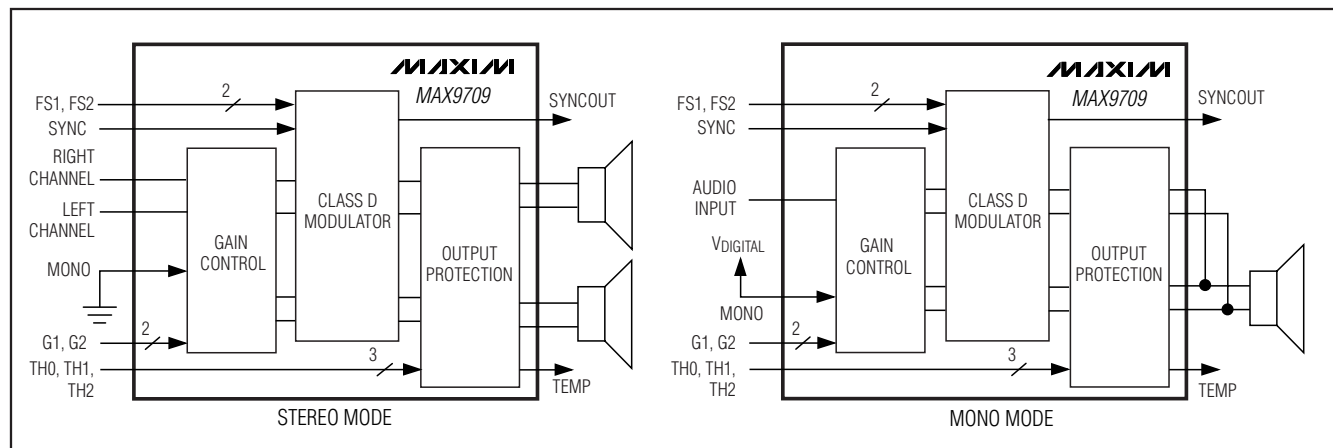 MAXIM
MAX9709
FS1, FS2
2
SYNCOUT
SYNC
RIGHT
CHANNEL
LEFT
CHANNEL
MONO
GAIN
CONTROL
CLASS D
MODULATOR
OUTPUT
PROTECTION
G1, G2
2
TH0, TH1,
TH2
3
TEMP
STEREO MODE
MAXIM
MAX9709
FS1, FS2
2
SYNCOUT
SYNC
AUDIO
INPUT
VDIGITAL
MONO
GAIN
CONTROL
CLASS D
MODULATOR
OUTPUT
PROTECTION
2
G1, G2
TH0, TH1,
TH2
3
TEMP
MONO MODE